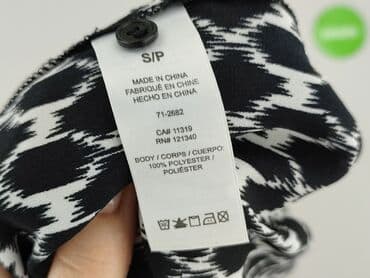 S/P
MADE IN CHINA
FABRIQUÉ EN CHINE
HECHO EN CHINA
71-2682
CA# 11319
RN# 121340
BODY / CORPS / CUERPO:
100% POLYESTER /
POLIÉSTER